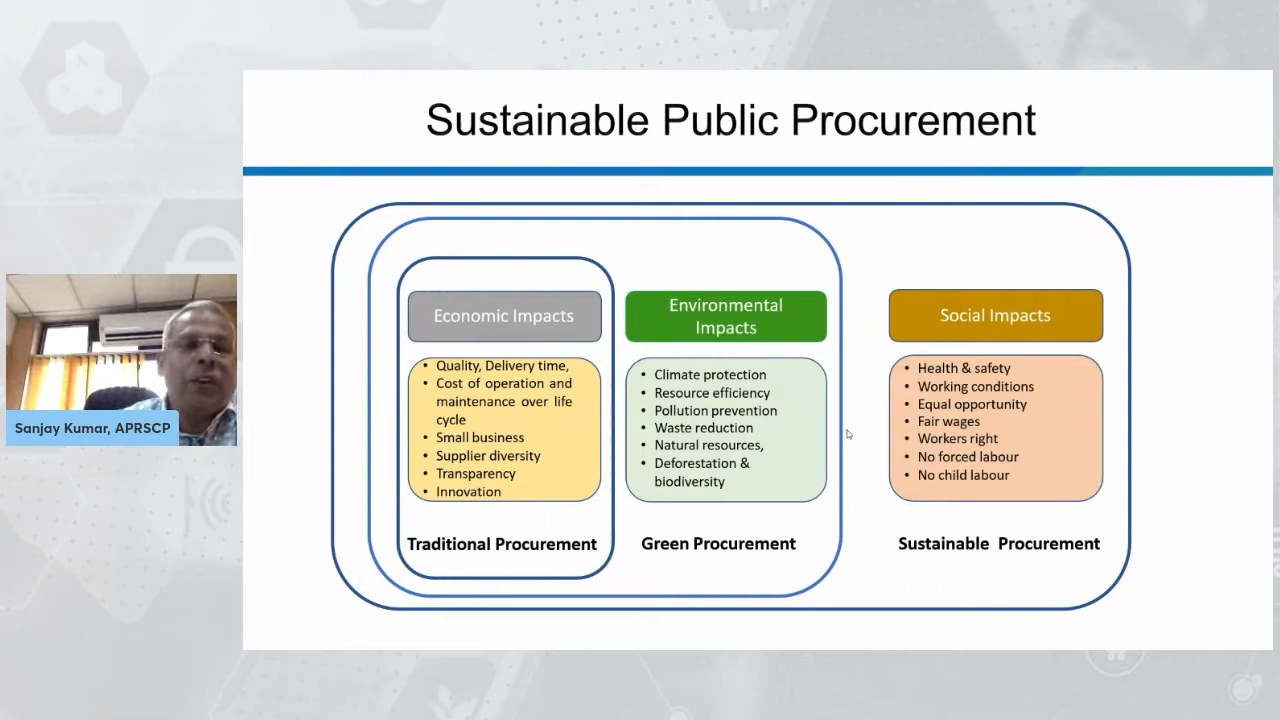 Sustainable Public Procurement
Economic Impacts
• Quality, Delivery time,
• Cost of operation and
maintenance over life
cycle
• Small business
• Supplier diversity
• Transparency
• Innovation
Traditional Procurement
Environmental
Impacts
• Climate protection
• Resource efficiency
• Pollution prevention
• Waste reduction
• Natural resources,
• Deforestation &
biodiversity
Green Procurement
Social Impacts
• Health & safety
• Working conditions
• Equal opportunity
• Fair wages
• Workers right
• No forced labour
• No child labour
Sustainable Procurement
Sanjay Kumar, APRSCP